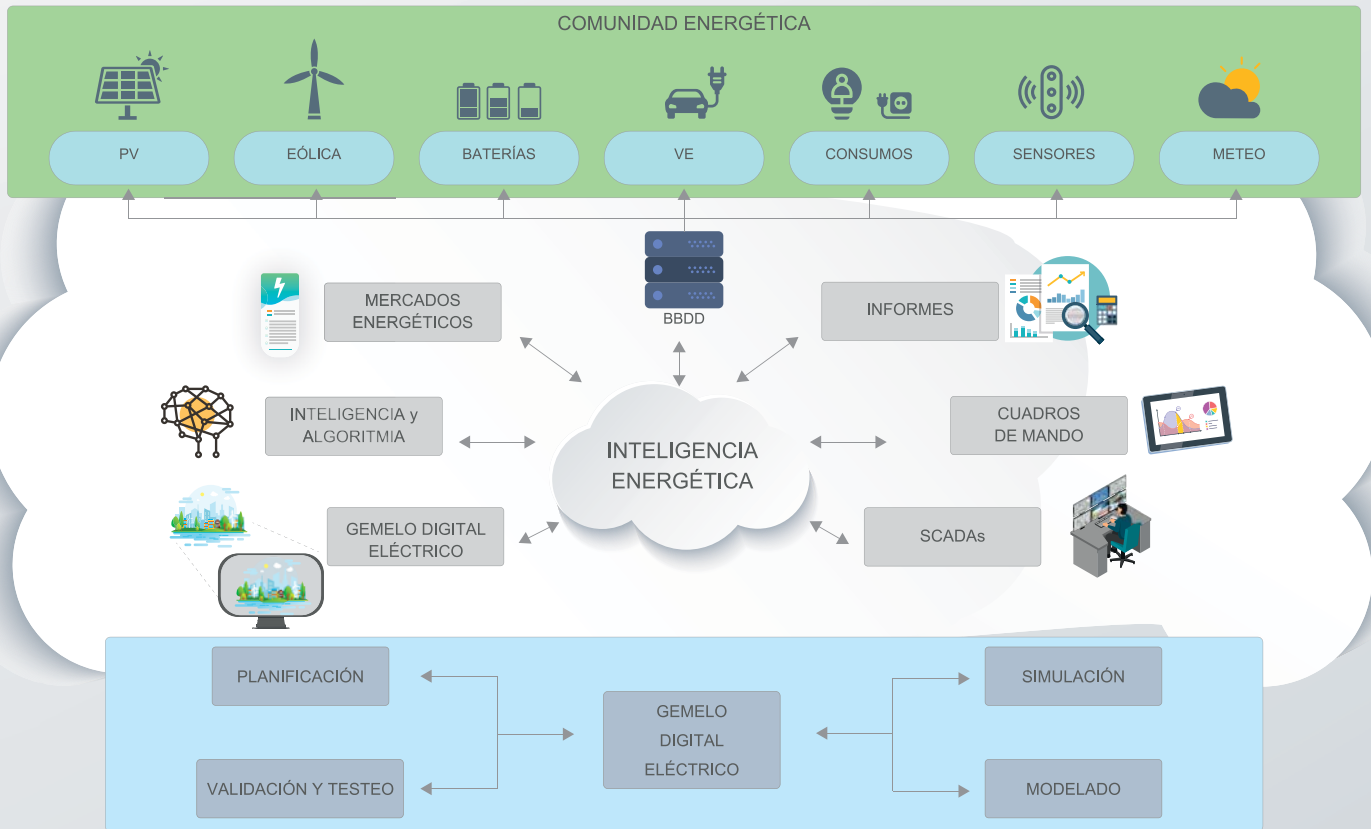 COMUNIDAD ENERGÉTICA
PV
EÓLICA
BATERÍAS
VE
CONSUMOS
SENSORES
METEO
BBDD
MERCADOS
ENERGÉTICOS
INFORMES
INTELIGENCIA y
ALGORITMIA
INTELIGENCIA
ENERGÉTICA
CUADROS
DE MANDO
GEMELO DIGITAL
ELÉCTRICO
SCADAs
PLANIFICACIÓN
GEMELO
DIGITAL
ELÉCTRICO
SIMULACIÓN
VALIDACIÓN Y TESTEO
MODELADO